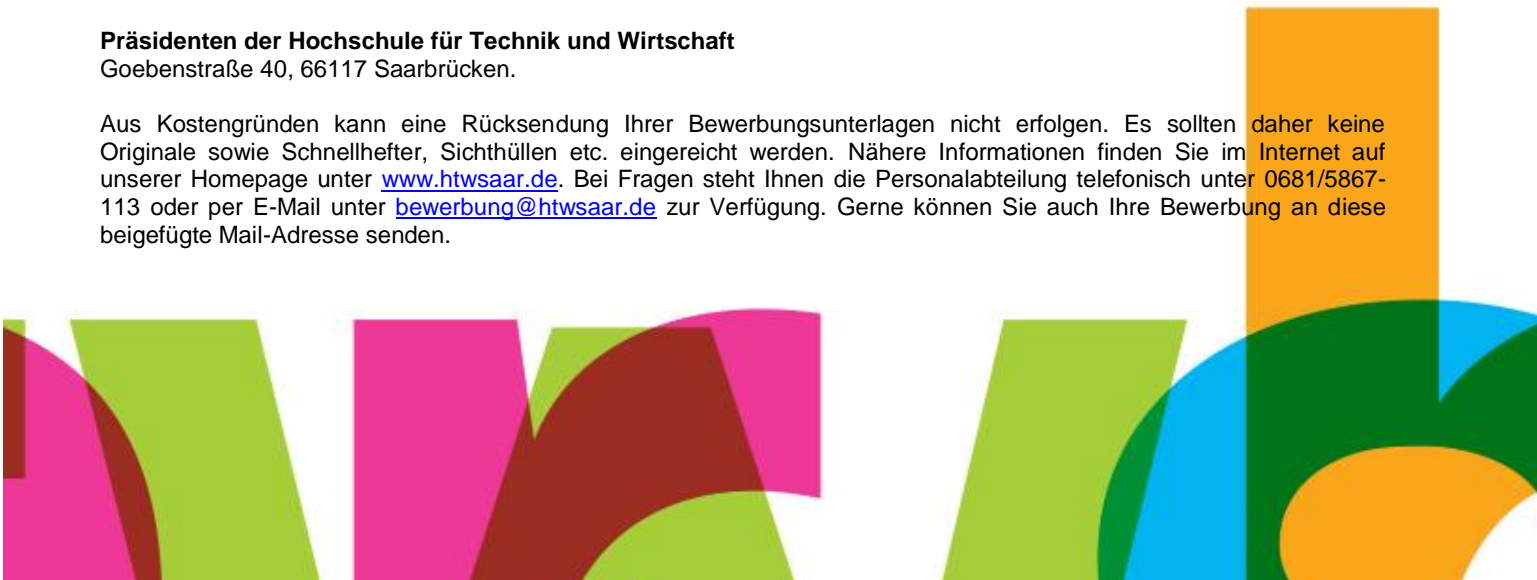 Präsidenten der Hochschule für Technik und Wirtschaft
Goebenstraße 40, 66117 Saarbrücken.
Aus Kostengründen kann eine Rücksendung Ihrer Bewerbungsunterlagen nicht erfolgen. Es sollten daher keine
Originale sowie Schnellhefter, Sichthüllen etc. eingereicht werden. Nähere Informationen finden Sie im Internet auf
unserer Homepage unter www.htwsaar.de. Bei Fragen steht Ihnen die Personalabteilung telefonisch unter 0681/5867-
113 oder per E-Mail unter bewerbung@htwsaar.de zur Verfügung. Gerne können Sie auch Ihre Bewerbung an diese
beigefügte Mail-Adresse senden.